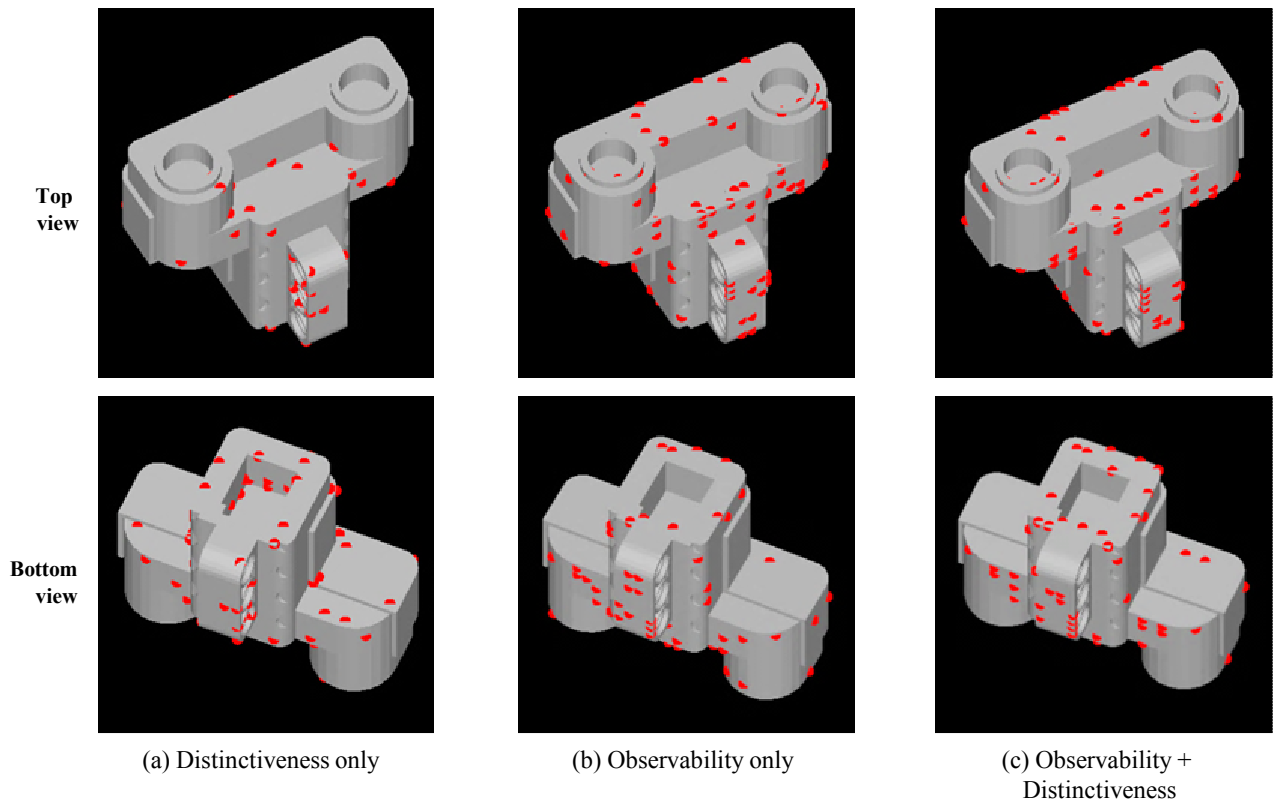 Top
view
Bottom
view
(a) Distinctiveness only
(b) Observability only
(c) Observability +
Distinctiveness